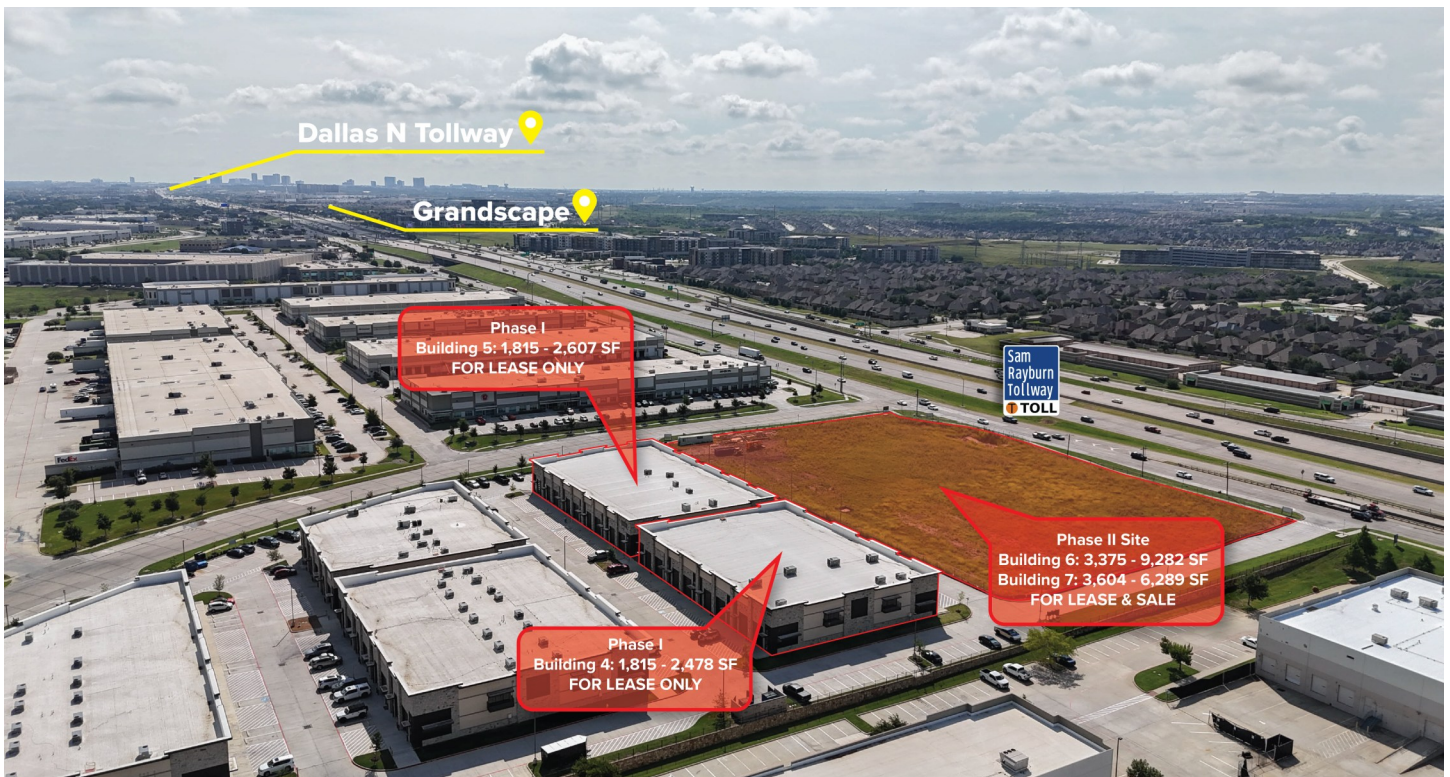 Dallas N Tollway
Grandscape
Phase I
Building 5: 1,815 - 2,607 SF
FOR LEASE ONLY
Sam
Rayburn
Tollway
TOLL
Phase II Site
Building 6: 3,375 - 9,282 SF
Building 7: 3,604 - 6,289 SF
FOR LEASE & SALE
Phase I
Building 4: 1,815 - 2,478 SF
FOR LEASE ONLY
FedEx